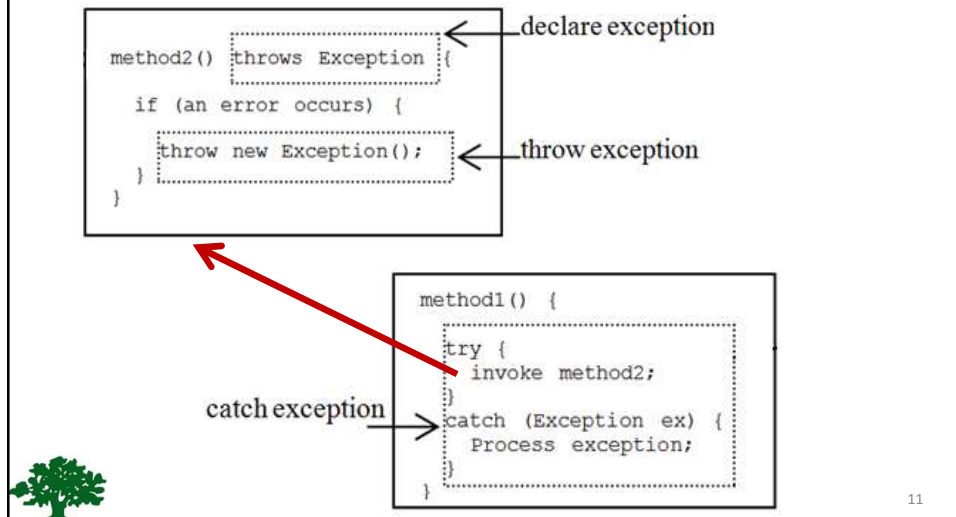 declare exception
method2() throws Exception {
if (an error occurs) {
throw new Exception();
throw exception
}
}
method1() {
try {
invoke method2;
}
catch exception
catch (Exception ex) {
Process exception;
}
}
11